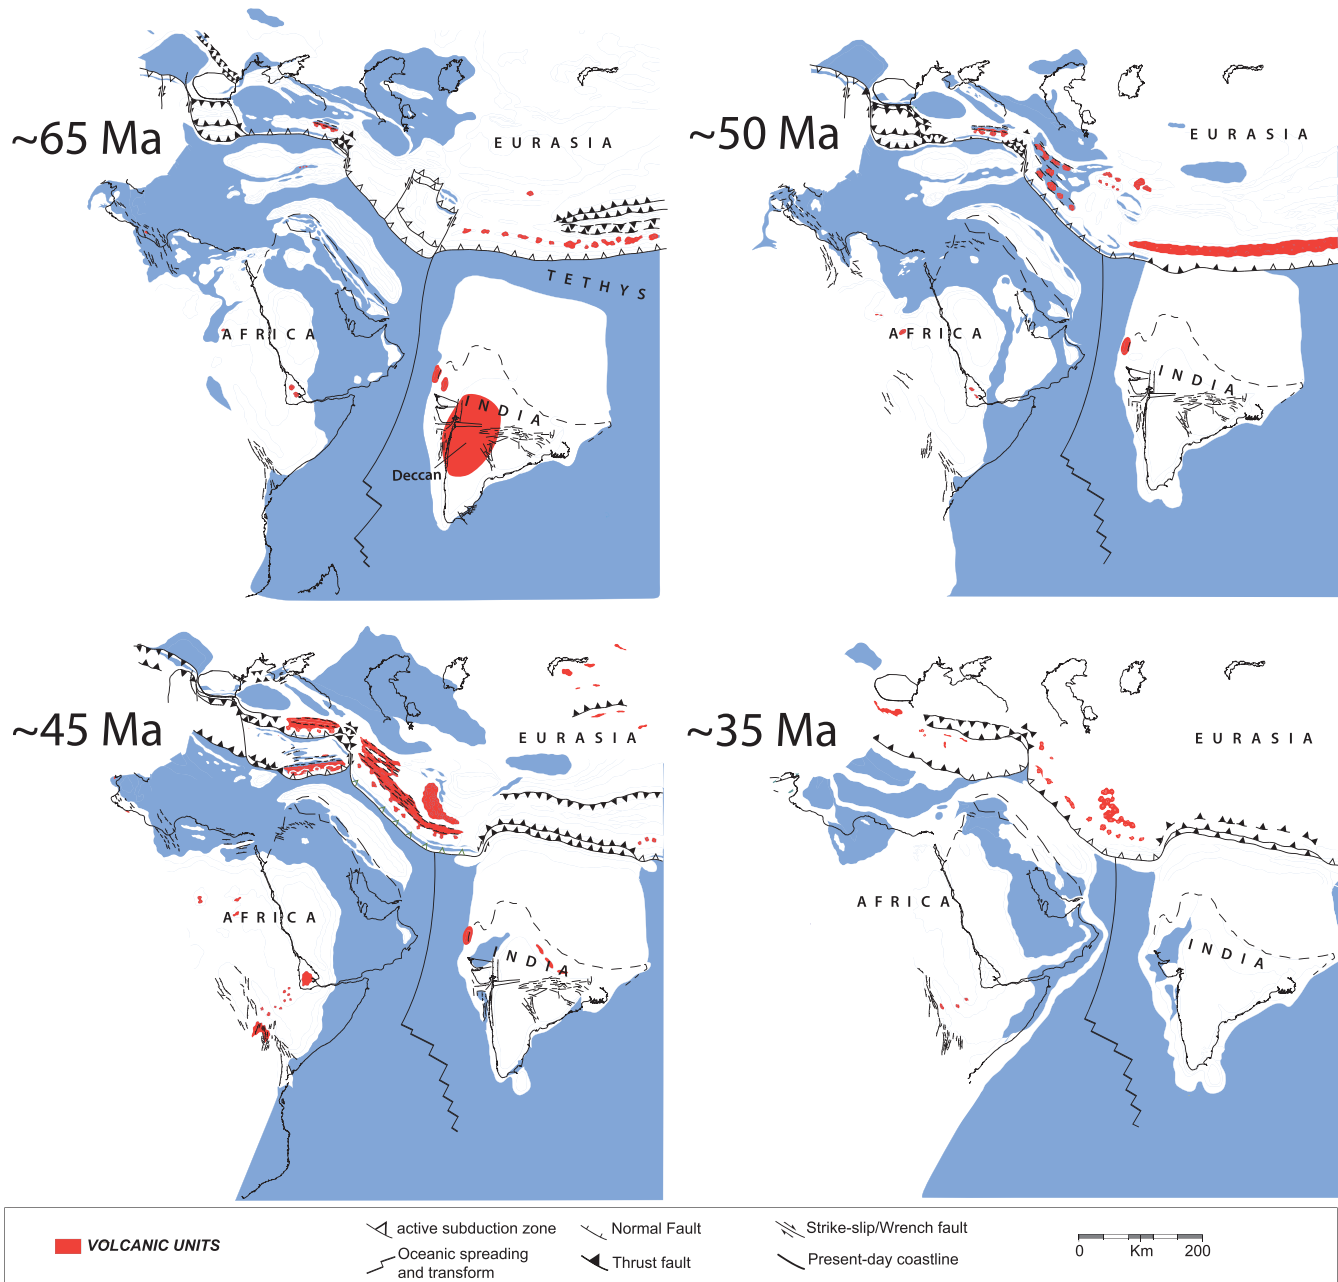 ~65 Ma
EURASIA
TETHYS
AFRICA
INDIA
Deccan
~50 Ma
EURASIA
AFRICA
INDIA
~45 Ma
EURASIA
AFRICA
INDIA
~35 Ma
EURASIA
AFRICA
INDIA
VOLCANIC UNITS
active subduction zone
Oceanic spreading
and transform
Normal Fault
Thrust fault
Strike-slip/Wrench fault
Present-day coastline
0 Km 200